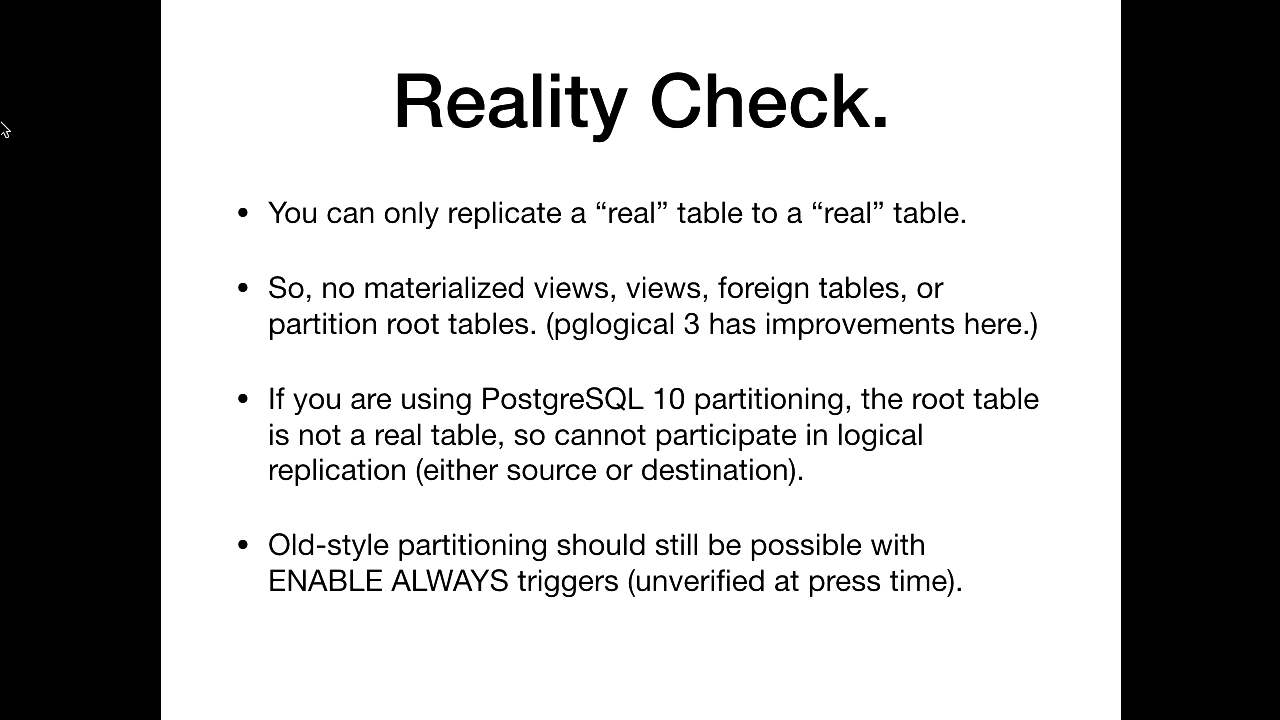 Reality Check.
• You can only replicate a “real” table to a “real” table.
• So, no materialized views, views, foreign tables, or
partition root tables. (pglogical 3 has improvements here.)
• If you are using PostgreSQL 10 partitioning, the root table
is not a real table, so cannot participate in logical
replication (either source or destination).
• Old-style partitioning should still be possible with
ENABLE ALWAYS triggers (unverified at press time).